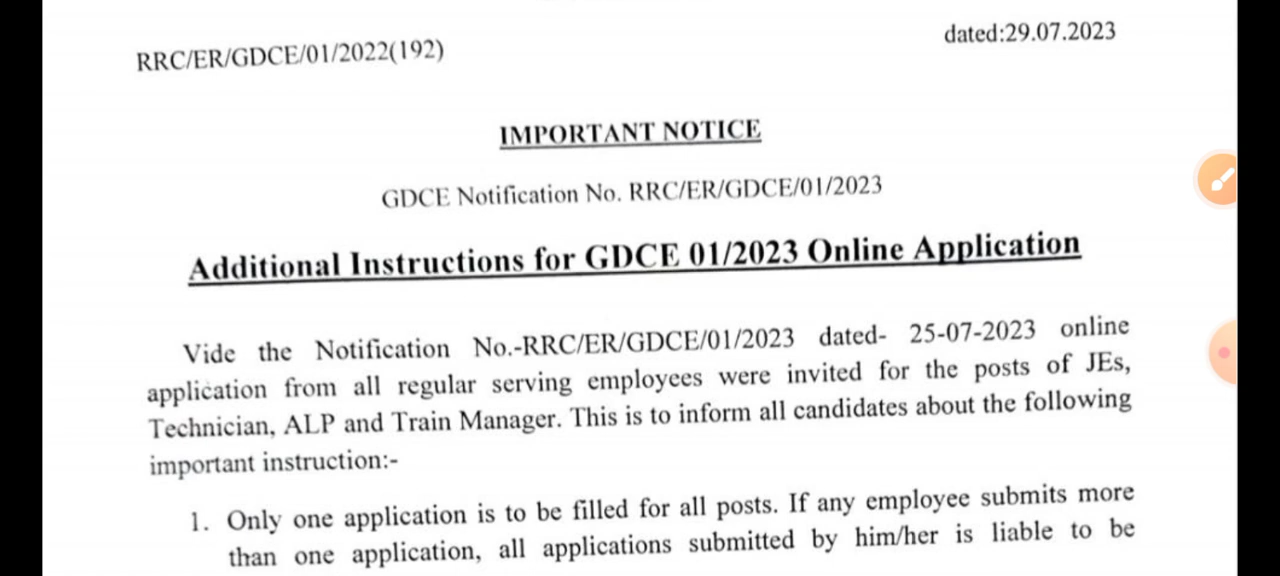 RRC/ER/GDCE/01/2022(192)
dated:29.07.2023
IMPORTANT NOTICE
GDCE Notification No. RRC/ER/GDCE/01/2023
Additional Instructions for GDCE 01/2023 Online Application
Vide the Notification No.-RRC/ER/GDCE/01/2023 dated- 25-07-2023 online
application from all regular serving employees were invited for the posts of JEs,
Technician, ALP and Train Manager. This is to inform all candidates about the following
important instruction:-
1. Only one application is to be filled for all posts. If any employee submits more
than one application, all applications submitted by him/her is liable to be